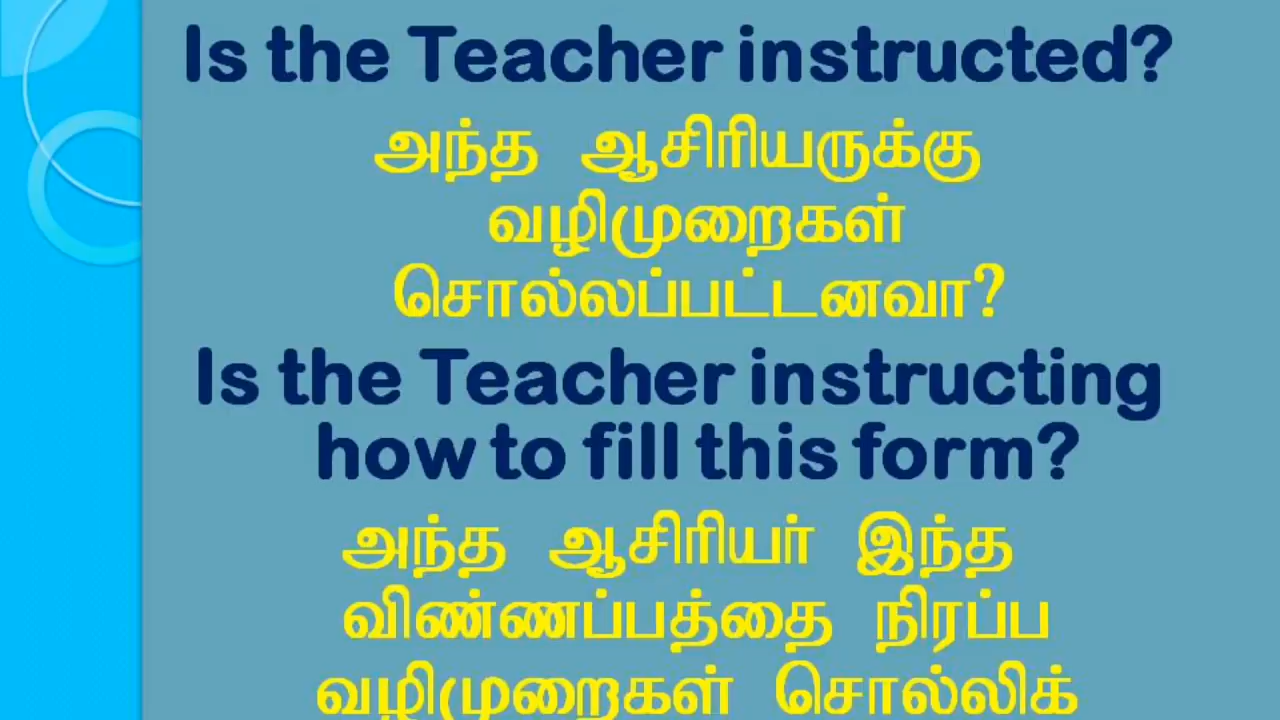 Is the Teacher instructed?
அந்த ஆசிரியருக்கு
வழிமுறைகள்
சொல்லப்பட்டனவா?
Is the Teacher instructing
how to fill this form?
அந்த ஆசிரியர் இந்த
விண்ணப்பத்தை நிரப்ப
வழிமுறைகள் சொல்லிக்